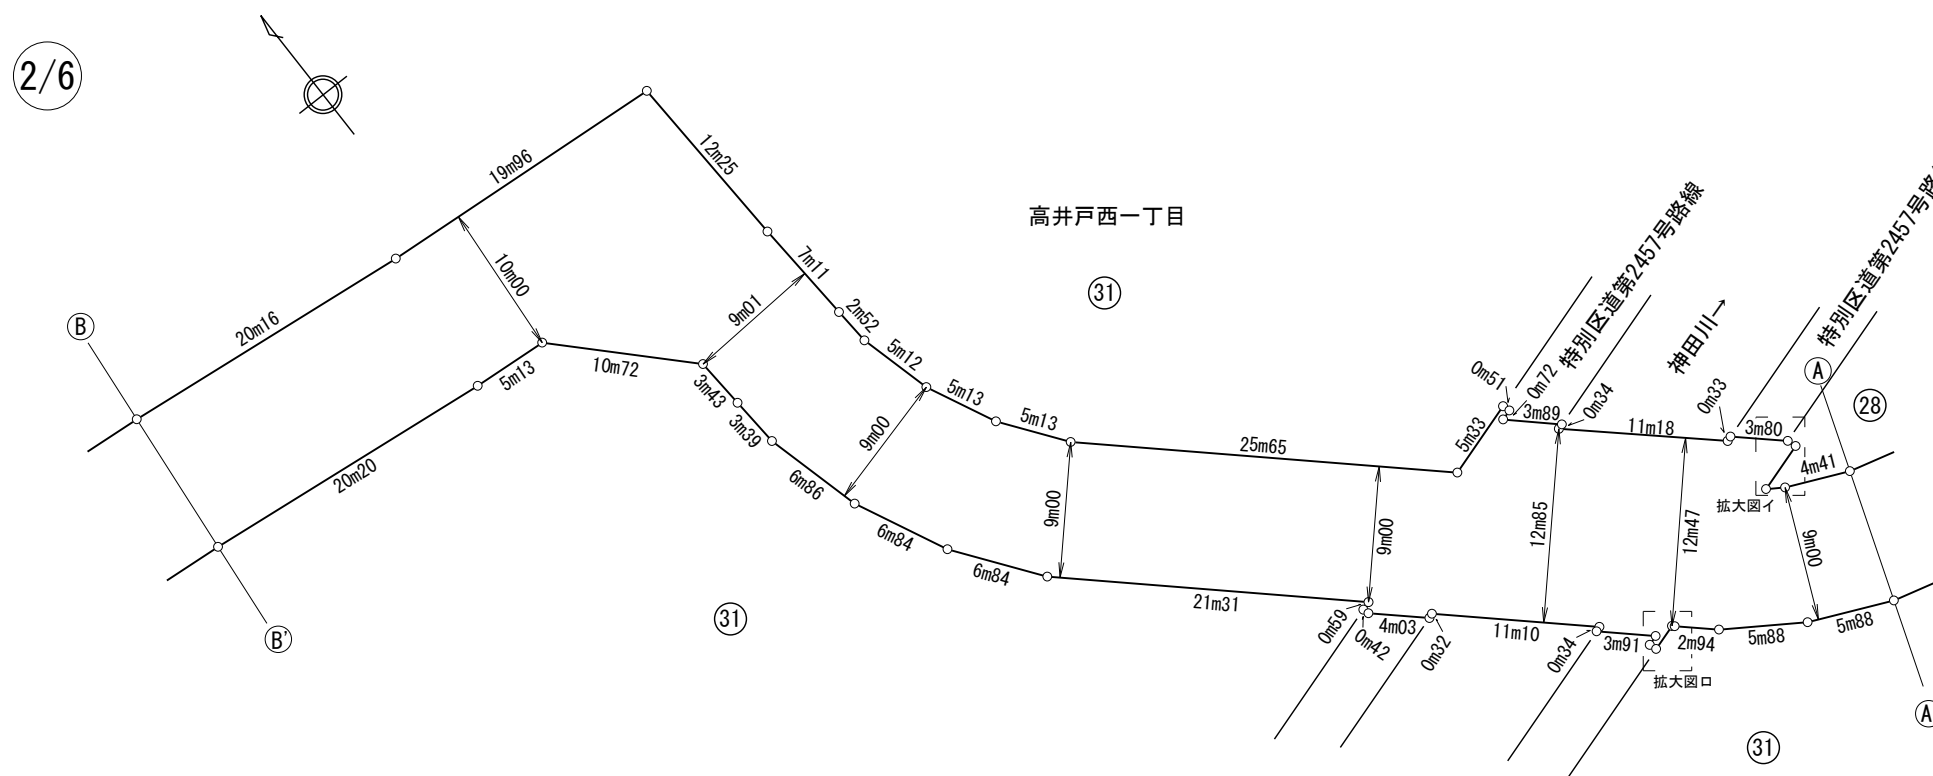 2/6
19m96
12m25
高井戸西一丁目
7m11
31
10m00
9m01
2m52
5m12
B
20m16
5m13
10m72
3m43
3m39
5m13
5m13
9m00
20m20
6m86
6m84
6m84
9m00
25m65
9m00
21m31
5m33
0m51
0m72
特別区道第2457号路線
3m89
0m34
神田川→
11m18
0m33
特別区道第2457号路
A
28
3m80
4m41
拡大図イ
12m85
12m47
9m00
0m59
0m42
4m03
0m32
11m10
0m34
3m91
2m94
5m88
5m88
拡大図ロ
31
B'
A
31